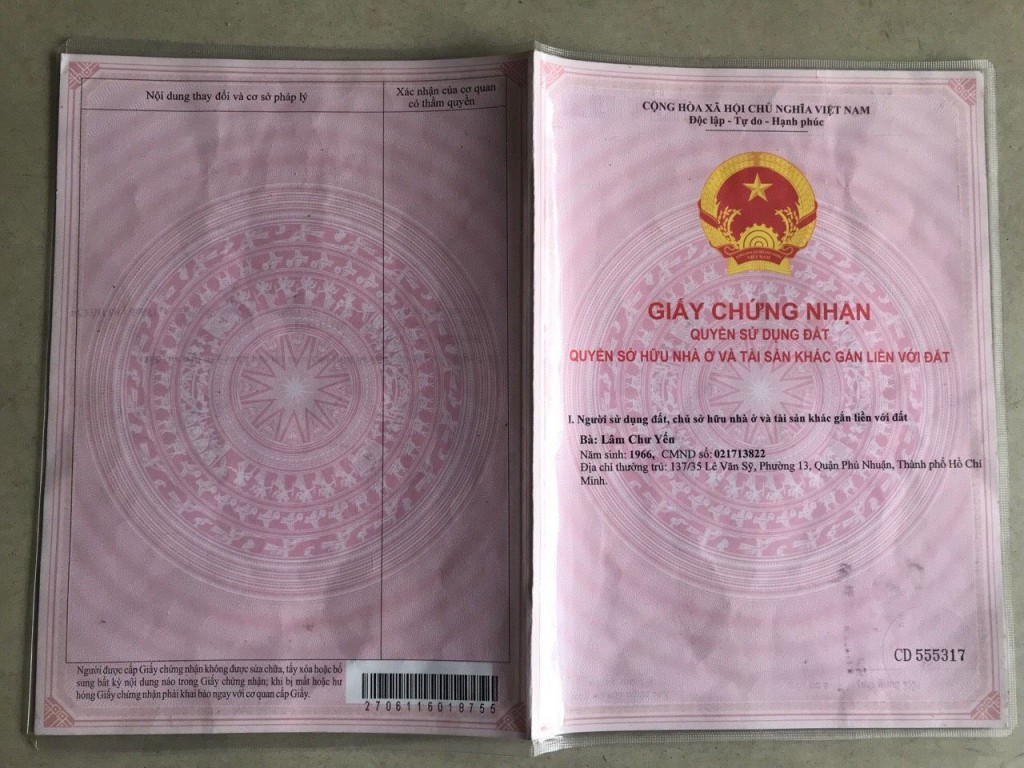 Nội dung thay đổi và cơ sở pháp lý
Xác nhận của cơ quan
có thẩm quyền
Người được cấp Giấy chứng nhận không được sửa chữa, tẩy xóa hoặc bổ
sung bất kỳ nội dung nào trong Giấy chứng nhận; khi bị mất hoặc hư
hỏng Giấy chứng nhận phải khai báo ngay với cơ quan cấp Giấy.
2706116018755
CỘNG HÒA XÃ HỘI CHỦ NGHĨA VIỆT NAM
Độc lập - Tự do - Hạnh phúc
VIỆT NAM
GIẤY CHỨNG NHẬN
QUYỀN SỬ DỤNG ĐẤT
QUYỀN SỞ HỮU NHÀ Ở VÀ TÀI SẢN KHÁC GẮN LIỀN VỚI ĐẤT
I. Người sử dụng đất, chủ sở hữu nhà ở và tài sản khác gắn liền với đất
Bà: Lâm Chư Yến
Năm sinh: 1966, CMND số: 021713822
Địa chỉ thường trú: 137/35 Lê Văn Sỹ, Phường 13, Quận Phú Nhuận, Thành phố Hồ Chí
Minh.
CD 555317